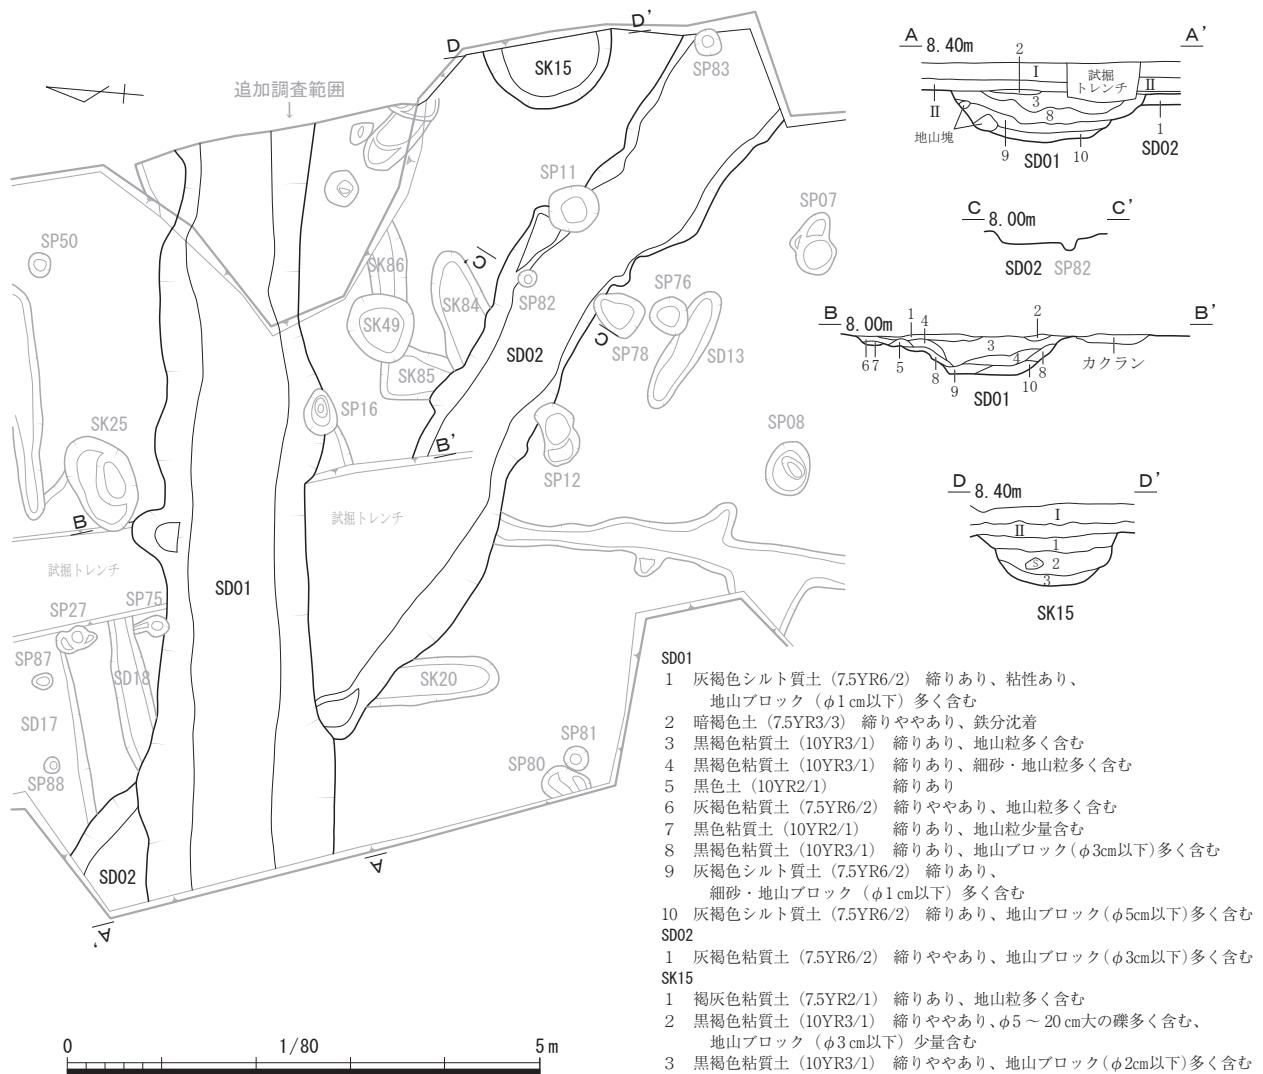 D
D'
SK15
SP83
追加調査範囲
SP11
SP07
SP50
SK86
C
SK84
SP82
SP76
SK49
SP78
C'
SD02
SD13
SK85
SP16
SK25
B'
SP08
SP12
B
試掘トレンチ
試掘トレンチ
SD01
SP27
SP75
SP87
SD18
SK20
SD17
SP81
SP80
SP88
SD02
A
A'
0
1/80
5m
A
8.40m
A'
2
I
試掘
トレンチ
II
II
3
8
地山塊
9
10
1
SD01
SD02
C
8.00m
C'
SD02
SP82
B
8.00m
B'
1
4
2
3
4
6
7
5
8
9
10
8
カクラン
SD01
D
8.40m
D'
I
II
1
S
2
3
SK15
SD01
1 灰褐色シルト質土（7.5YR6/2） 締りあり、粘性あり、
地山ブロック（φ1㎝以下）多く含む
2 暗褐色土（7.5YR3/3） 締りややあり、鉄分沈着
3 黒褐色粘質土（10YR3/1） 締りあり、地山粒多く含む
4 黒褐色粘質土（10YR3/1） 締りあり、細砂・地山粒多く含む
5 黒色土（10YR2/1） 締りあり
6 灰褐色粘質土（7.5YR6/2） 締りややあり、地山粒多く含む
7 黒色粘質土（10YR2/1） 締りあり、地山粒少量含む
8 黒褐色粘質土（10YR3/1） 締りあり、地山ブロック（φ3㎝以下）多く含む
9 灰褐色シルト質土（7.5YR6/2） 締りあり、
細砂・地山ブロック（φ1㎝以下）多く含む
10 灰褐色シルト質土（7.5YR6/2） 締りあり、地山ブロック（φ5㎝以下）多く含む
SD02
1 灰褐色粘質土（7.5YR6/2） 締りややあり、地山ブロック（φ3㎝以下）多く含む
SK15
1 褐灰色粘質土（7.5YR2/1） 締りあり、地山粒多く含む
2 黒褐色粘質土（10YR3/1） 締りややあり、φ5～20㎝大の礫多く含む、
地山ブロック（φ3㎝以下）少量含む
3 黒褐色粘質土（10YR3/1） 締りややあり、地山ブロック（φ2㎝以下）多く含む